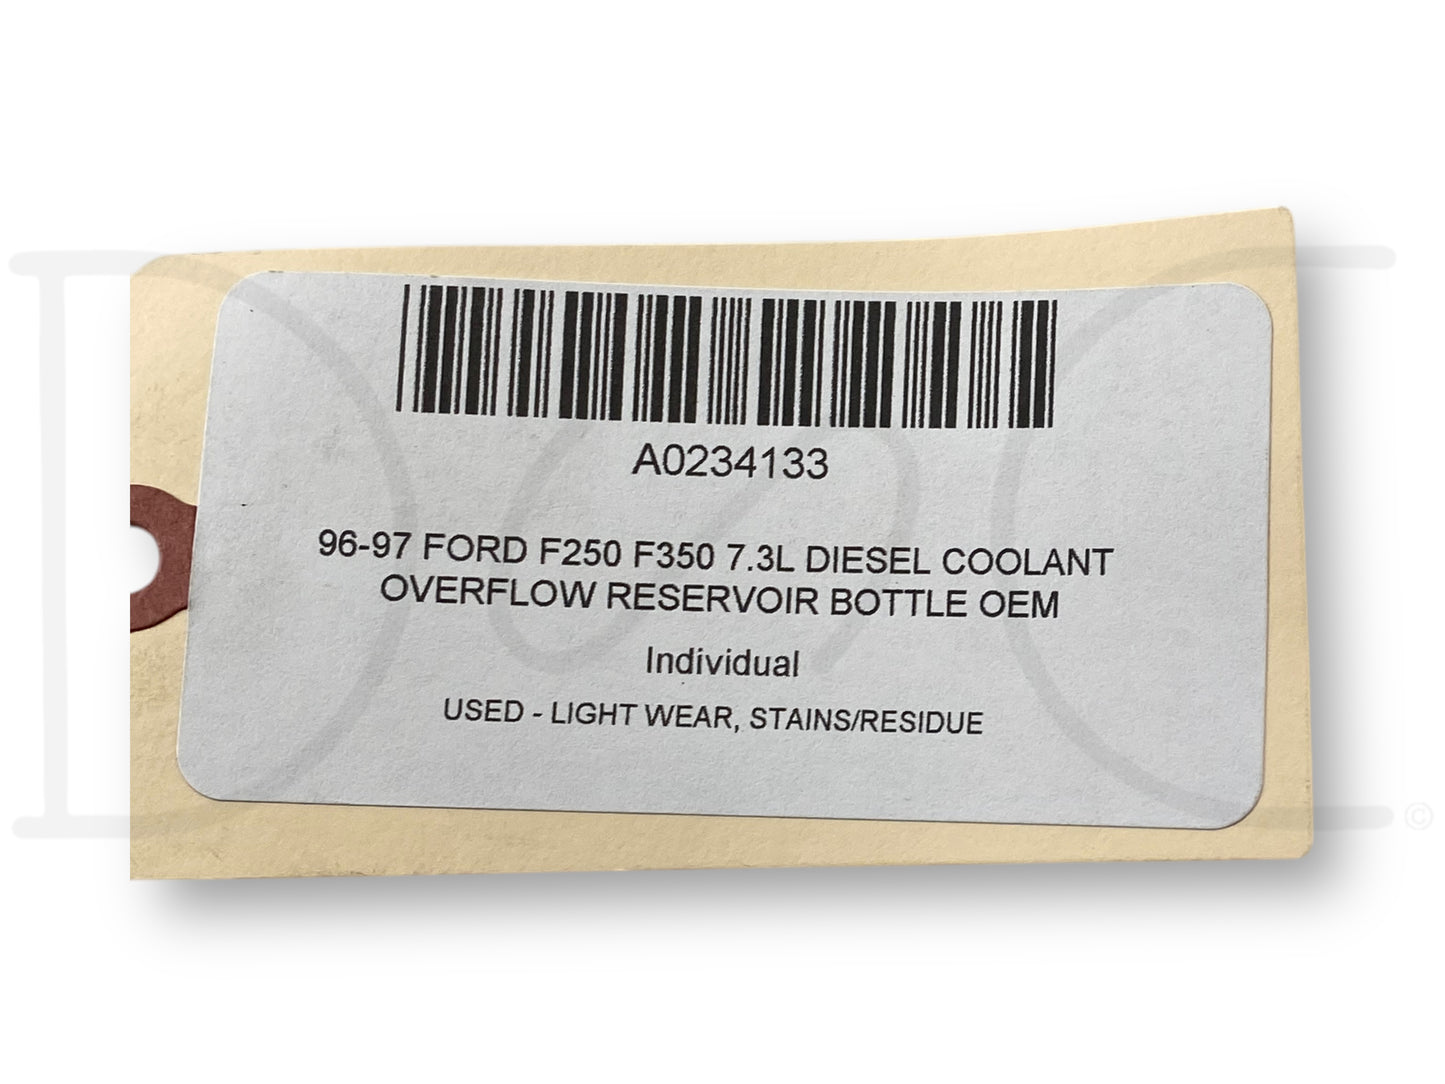 A0234133
96-97 FORD F250 F350 7.3L DIESEL COOLANT
OVERFLOW RESERVOIR BOTTLE OEM
Individual
USED - LIGHT WEAR, STAINS/RESIDUE
©